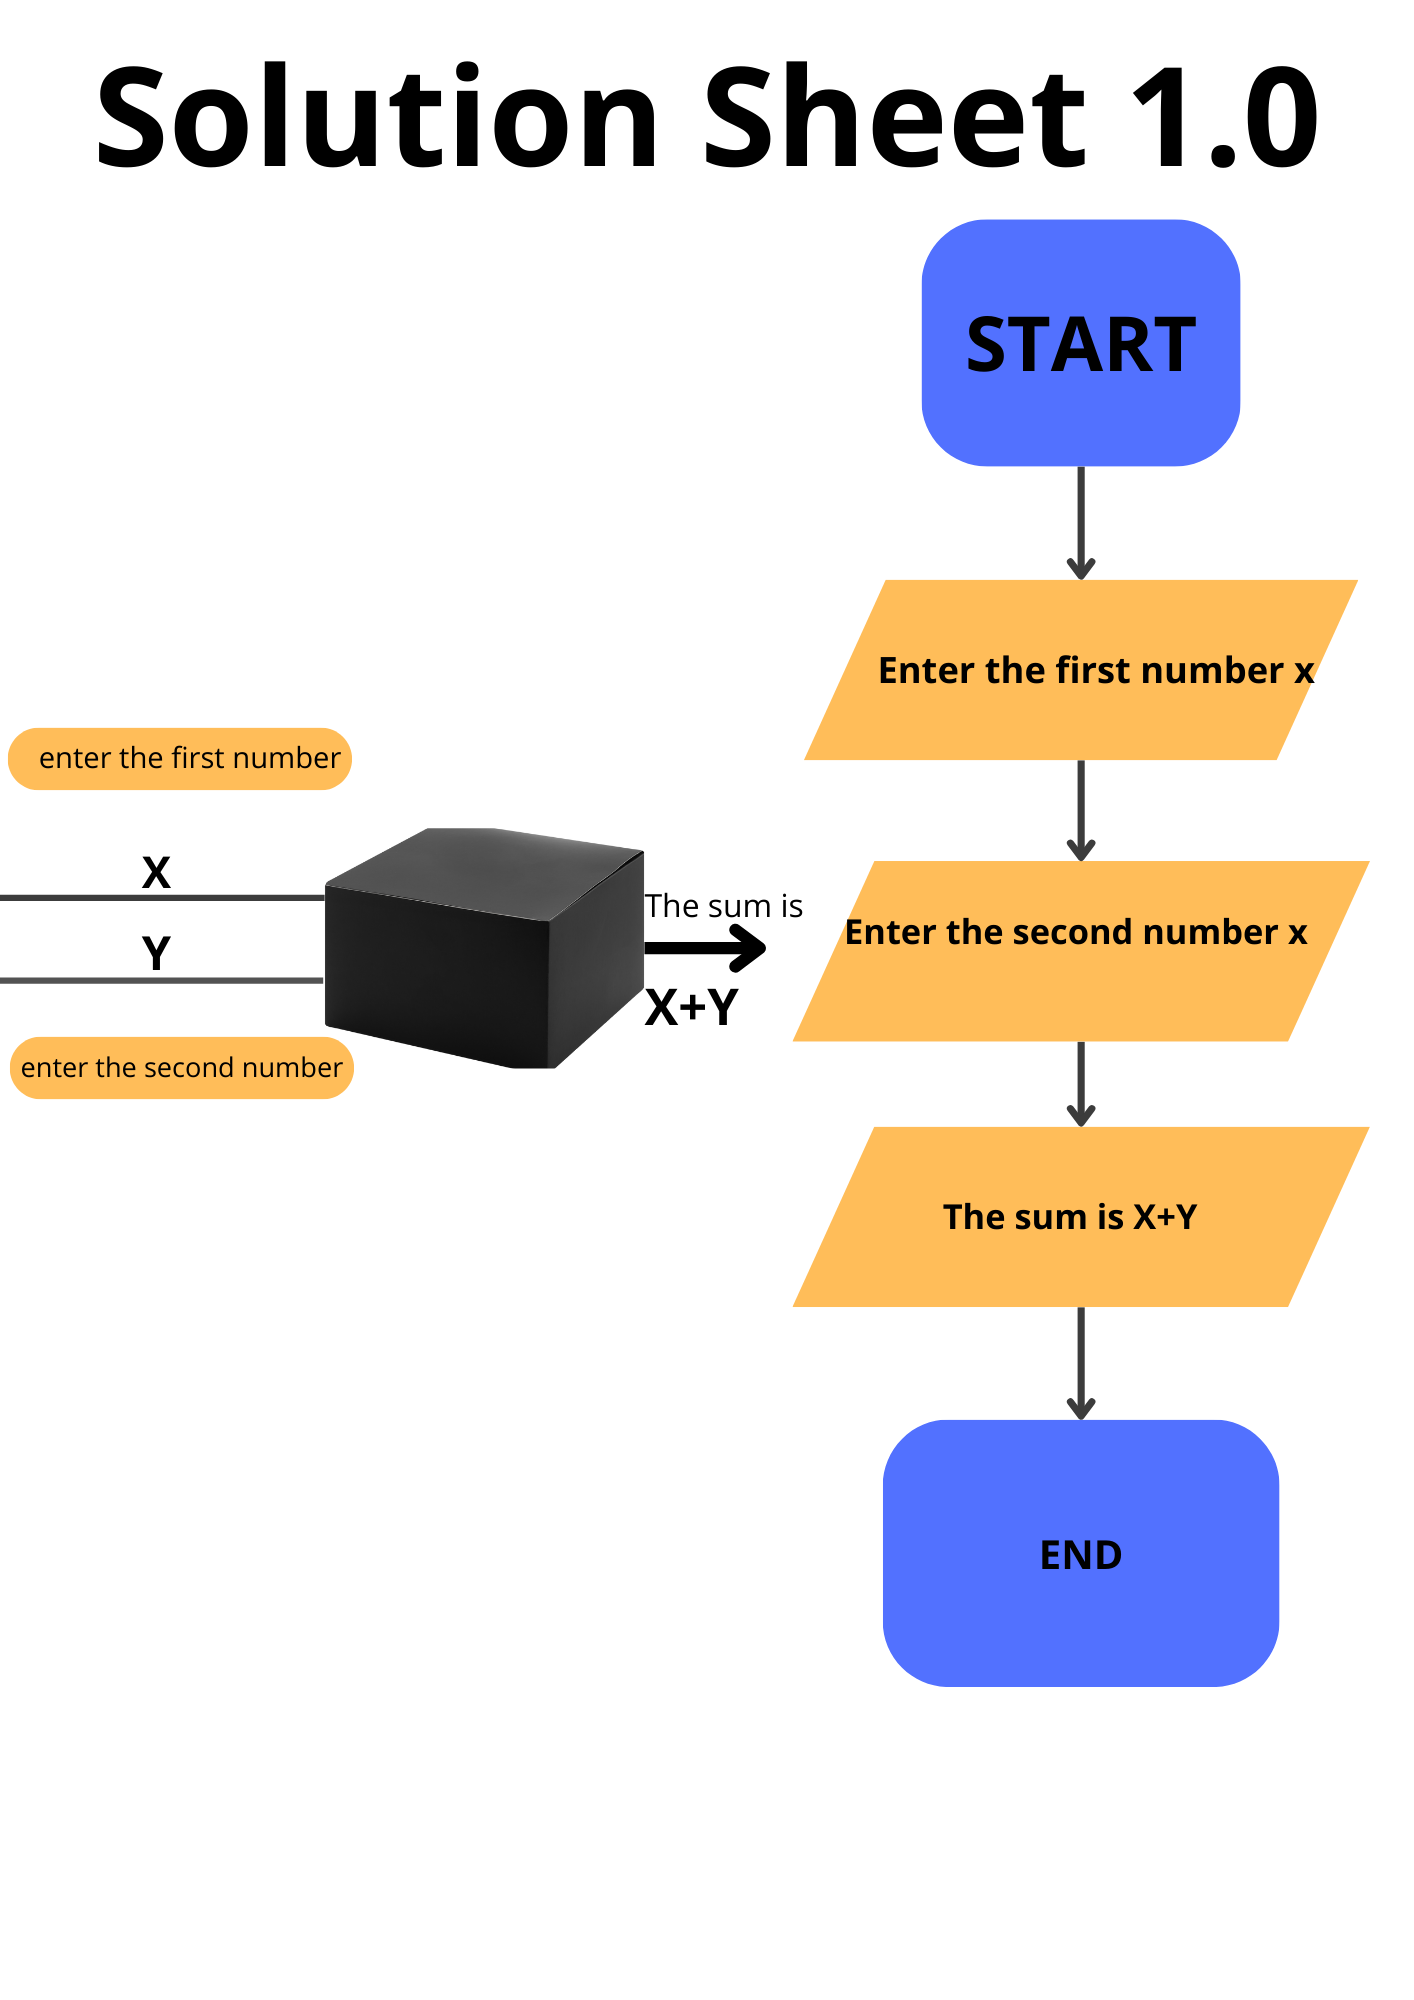 Solution Sheet 1.0
START
Enter the first number x
enter the first number
X
The sum is
Enter the second number x
Y
X+Y
enter the second number
The sum is X+Y
END